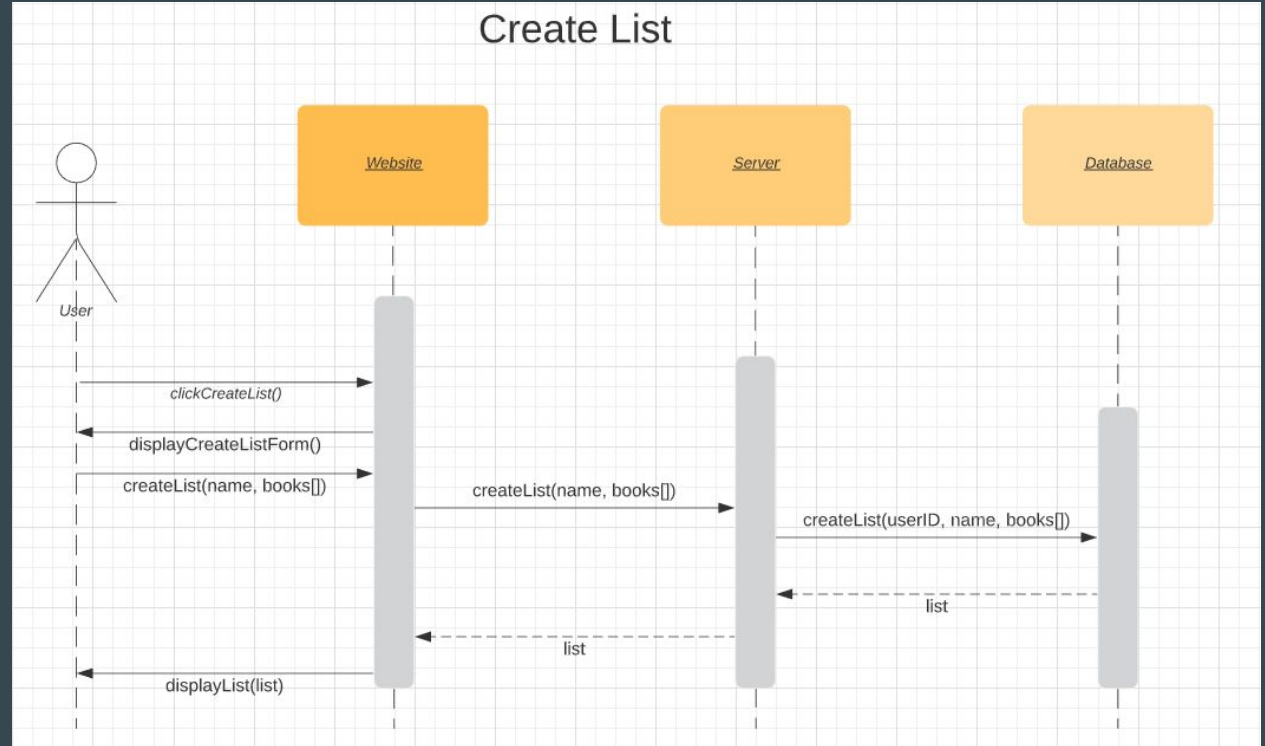 Create List
Website
Server
Database
User
clickCreateList()
displayCreateListForm()
createList(name, books[])
createList(name, books[])
createList(userID, name, books[])
list
list
displayList(list)